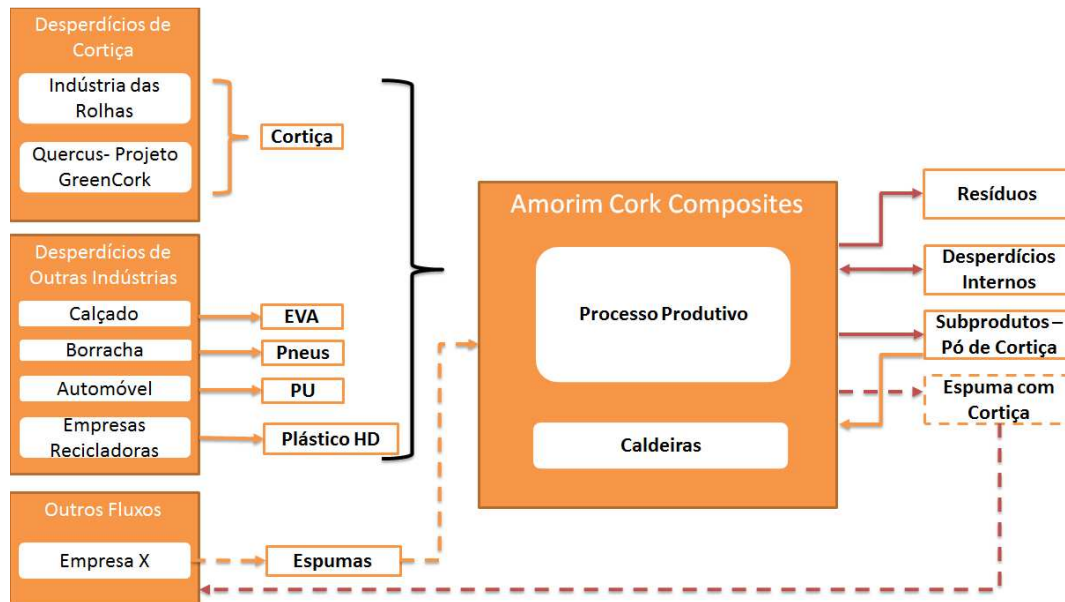 Desperdícios de
Cortiça
Indústria das
Rolhas
Quercus- Projeto
GreenCork
Cortiça
Desperdícios de
Outras Indústrias
Calçado
EVA
Borracha
Pneus
Automóvel
PU
Empresas
Recicladoras
Plástico HD
Outros Fluxos
Empresa X
Espumas
Amorim Cork Composites
Processo Produtivo
Caldeiras
Resíduos
Desperdícios
Internos
Subprodutos –
Pó de Cortiça
Espuma com
Cortiça